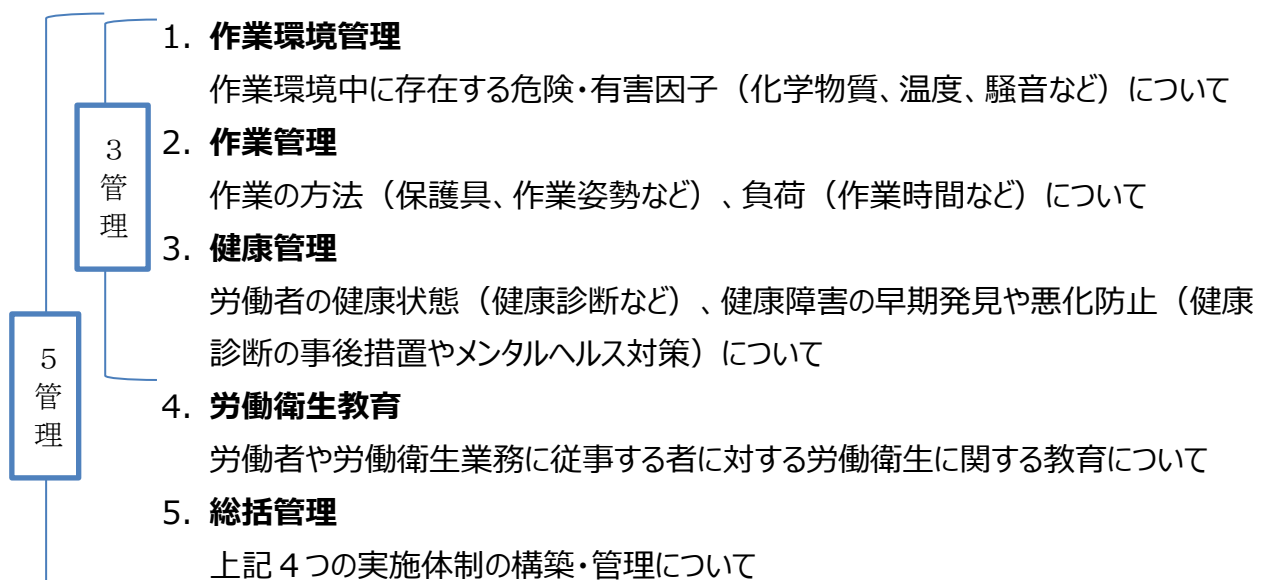 1. 作業環境管理
作業環境中に存在する危険・有害因子（化学物質、温度、騒音など）について
2. 作業管理
作業の方法（保護具、作業姿勢など）、負荷（作業時間など）について
3. 健康管理
労働者の健康状態（健康診断など）、健康障害の早期発見や悪化防止（健康
診断の事後措置やメンタルヘルス対策）について
4. 労働衛生教育
労働者や労働衛生業務に従事する者に対する労働衛生に関する教育について
5. 総括管理
上記４つの実施体制の構築・管理について
３管理
５管理